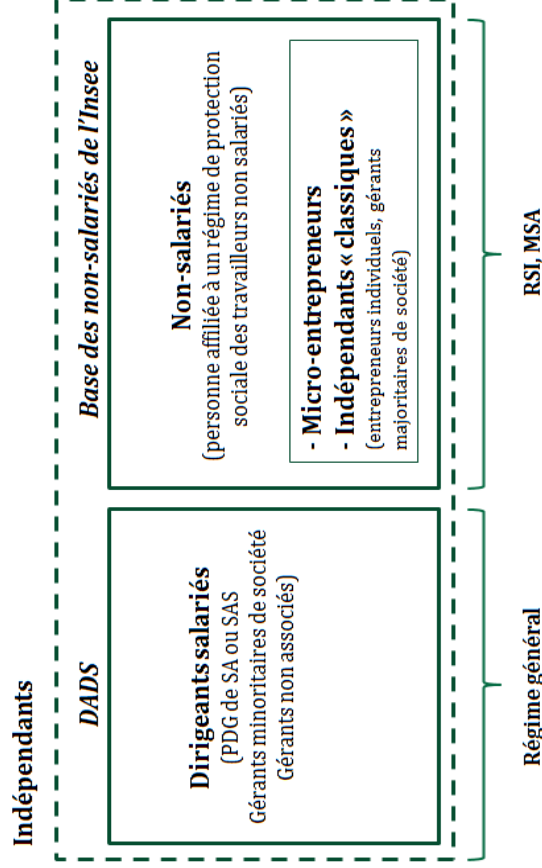 Indépendants
DADS
Dirigeants salariés
(PDG de SA ou SAS
Gérants minoritaires de société
Gérants non associés)
Régime général
Base des non-salariés de l'Insee
Non-salariés
(personne affiliée à un régime de protection
sociale des travailleurs non salariés)
- Micro-entrepreneurs
- Indépendants « classiques »
(entrepreneurs individuels, gérants
majoritaires de société)
RSI, MSA